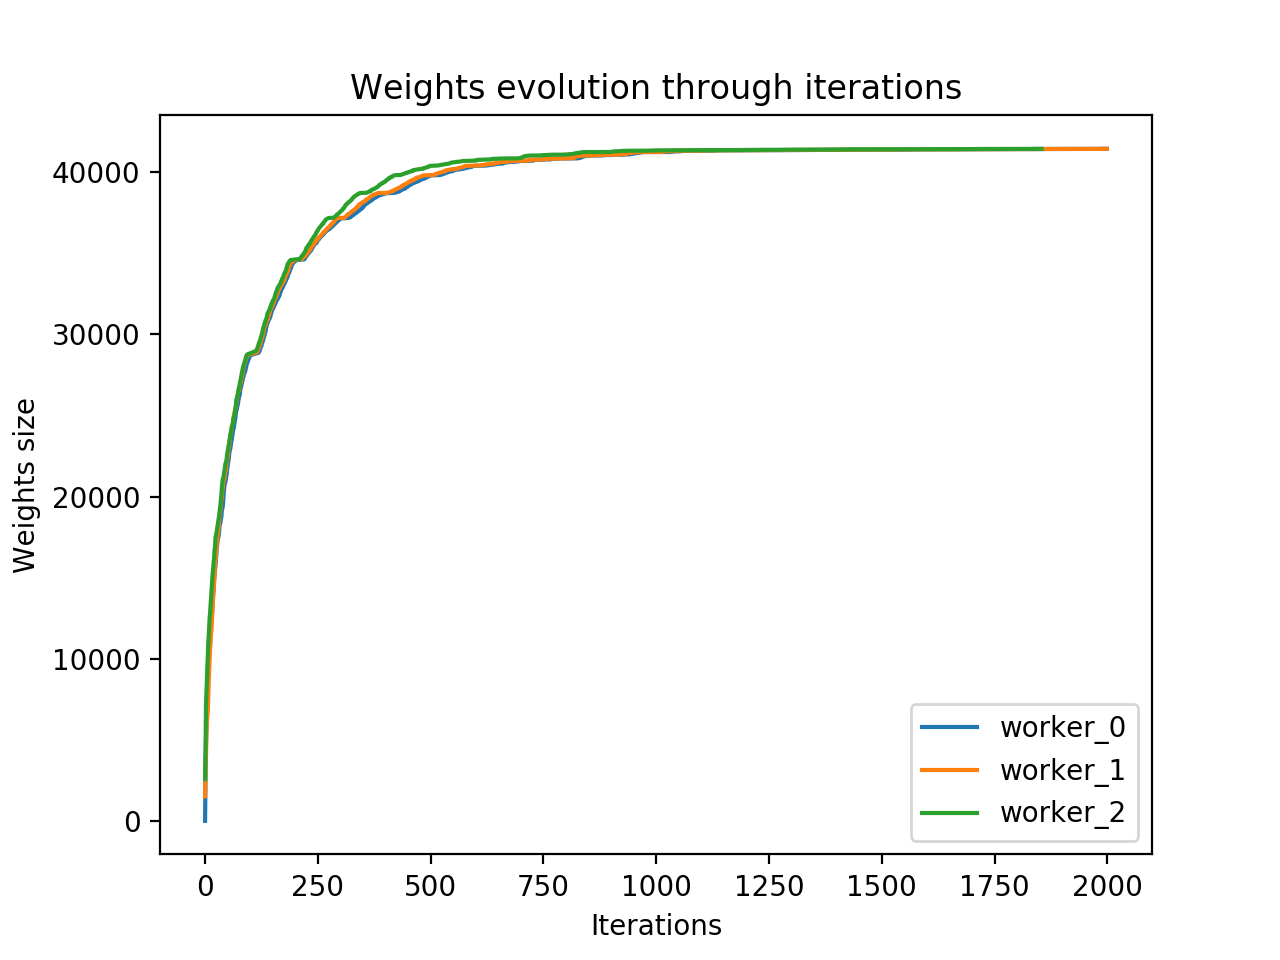 Weights evolution through iterations
Weights size
40000
30000
20000
10000
0
0 250 500 750 1000 1250 1500 1750 2000
Iterations
worker_0
worker_1
worker_2